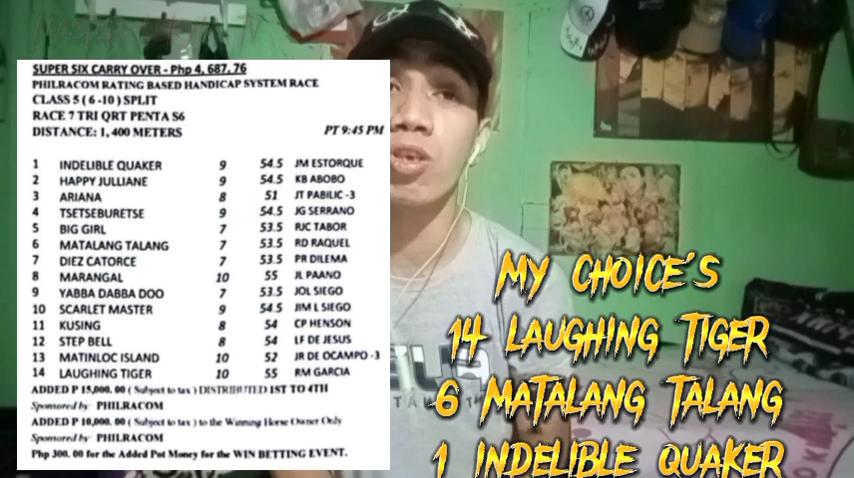 SUPER SIX CARRY OVER - Php 4, 687, 76
PHILRACOM RATING BASED HANDICAP SYSTEM RACE
CLASS 5 ( 6 -10 ) SPLIT
RACE 7 TRI QRT PENTA S6
DISTANCE: 1, 400 METERS PT 9:45 PM
1 INDELIBLE QUAKER 9 54.5 JM ESTORQUE
2 HAPPY JULLIANE 9 54.5 KB ABOBO
3 ARIANA 8 51 JT PABILIC -3
4 TSETSEBURETSE 9 54.5 JG SERRANO
5 BIG GIRL 7 53.5 RJC TABOR
6 MATALANG TALANG 7 53.5 RD RAQUEL
7 DIEZ CATORCE 7 53.5 PR DILEMA
8 MARANGAL 10 55 JL PAANO
9 YABBA DABBA DOO 7 53.5 JOL SIEGO
10 SCARLET MASTER 9 54.5 JIM L SIEGO
11 KUSING 8 54 CP HENSON
12 STEP BELL 8 54 LF DE JESUS
13 MATINLOC ISLAND 10 52 JR DE OCAMPO -3
14 LAUGHING TIGER 10 55 RM GARCIA
ADDED P 15,000. 00 ( Subject to tax ) DISTRIBUTED 1ST TO 4TH
Sponsored by: PHILRACOM
ADDED P 10,000. 00 ( Subject to tax ) to the Winning Horse Owner Only
Sponsored by: PHILRACOM
Php 300. 00 for the Added Pot Money for the WIN BETTING EVENT.
MY CHOICE'S
14 LAUGHING TIGER
6 MATALANG TALANG
1 INDELIBLE QUAKER